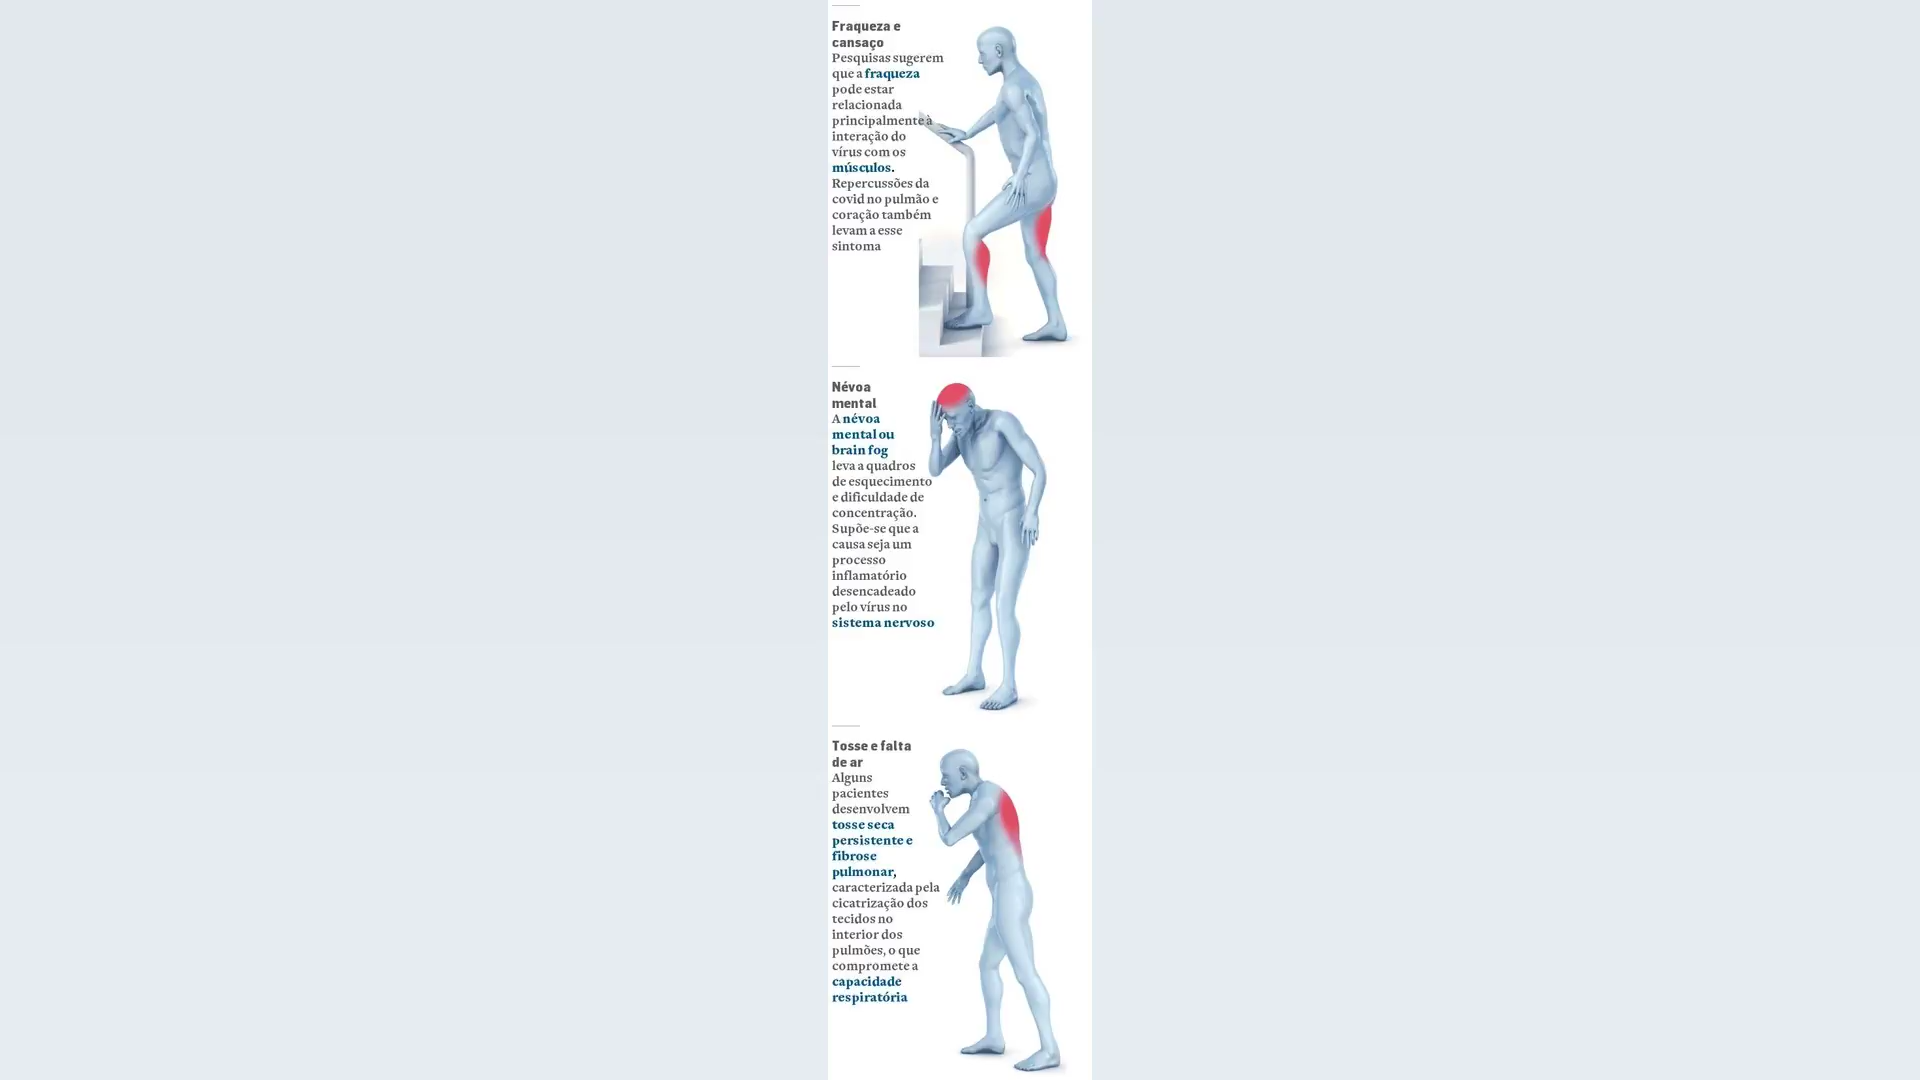 Fraqueza e
cansaço
Pesquisas sugerem
que a fraqueza
pode estar
relacionada
principalmente à
interação do
vírus com os
músculos.
Repercussões da
covid no pulmão e
coração também
levam a esse
sintoma
Névoa
mental
A névoa
mental ou
brain fog
leva a quadros
de esquecimento
e dificuldade de
concentração.
Supõe-se que a
causa seja um
processo
inflamatório
desencadeado
pelo vírus no
sistema nervoso
Tosse e falta
de ar
Alguns
pacientes
desenvolvem
tosse seca
persistente e
fibrose
pulmonar,
caracterizada pela
cicatrização dos
tecidos no
interior dos
pulmões, o que
compromete a
capacidade
respiratória